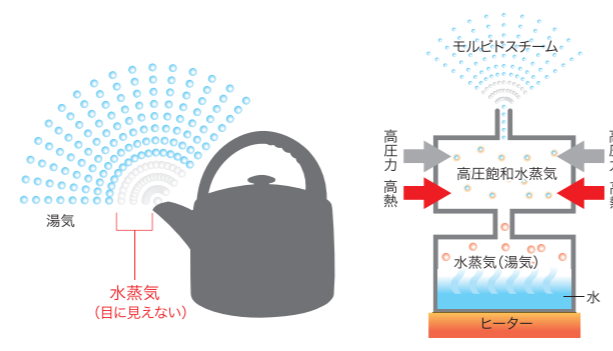 湯気
水蒸気
（目に見えない）
モルビドスチーム
高圧力
高熱
高圧飽和水蒸気
水蒸気（湯気）
水
ヒーター